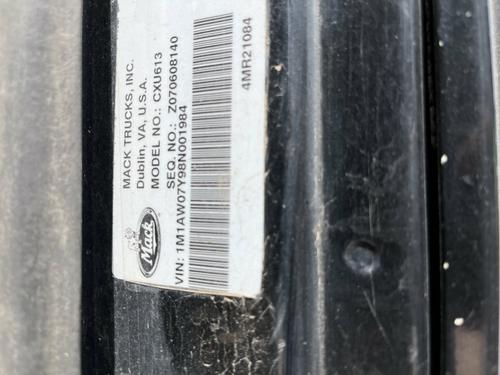 MACK TRUCKS, INC.
Dublin, VA, U.S.A.
MODEL NO.: CXU613
SEQ. NO.: Z070608140
Mack
VIN: 1M1AW07Y98N001984
4MR21084